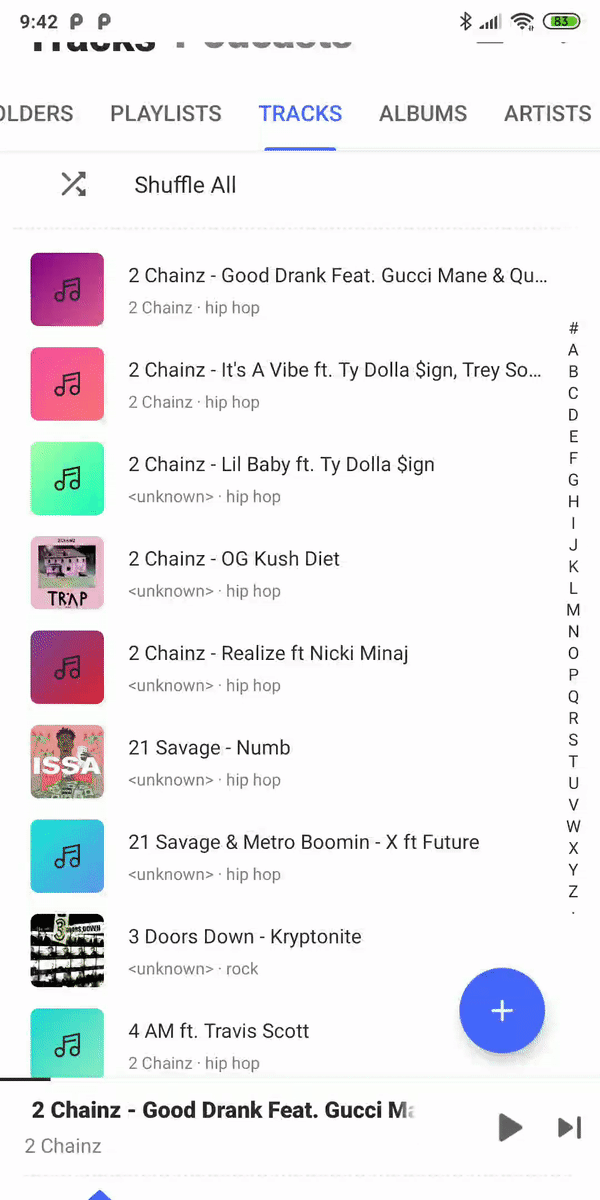 9:42 P P 83
Tracks Podcasts
OLDERS PLAYLISTS TRACKS ALBUMS ARTISTS
Shuffle All
2 Chainz - Good Drank Feat. Gucci Mane & Qu...
2 Chainz · hip hop
2 Chainz - It's A Vibe ft. Ty Dolla $ign, Trey So...
2 Chainz · hip hop
2 Chainz - Lil Baby ft. Ty Dolla $ign
<unknown> · hip hop
2 Chainz - OG Kush Diet
<unknown> · hip hop
TRAP
2 Chainz - Realize ft Nicki Minaj
<unknown> · hip hop
21 Savage - Numb
<unknown> · hip hop
ISSA
21 Savage & Metro Boomin - X ft Future
<unknown> · hip hop
3 Doors Down - Kryptonite
<unknown> · rock
3 DOORS DOWN
4 AM ft. Travis Scott
2 Chainz · hip hop
#
A
B
C
D
E
F
G
H
I
J
K
L
M
N
O
P
Q
R
S
T
U
V
W
X
Y
Z
.
2 Chainz - Good Drank Feat. Gucci Ma
2 Chainz